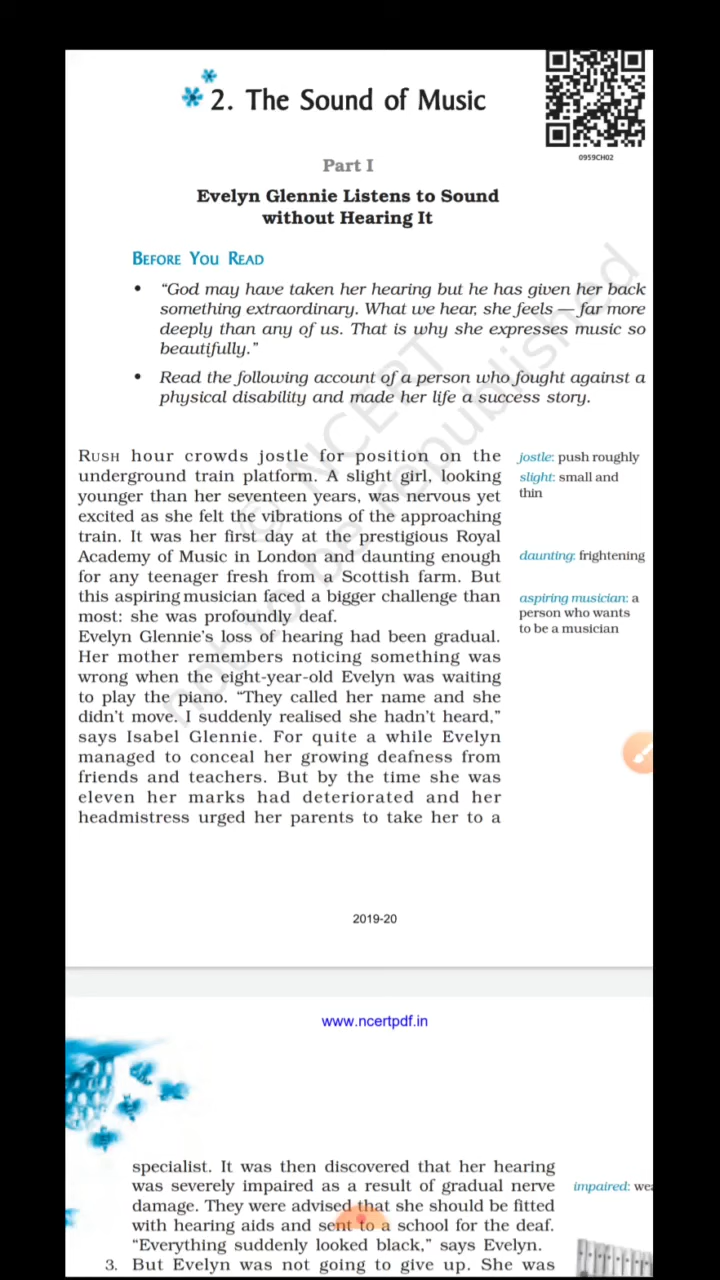 2. The Sound of Music
0959CH02
Part I
Evelyn Glennie Listens to Sound
without Hearing It
BEFORE YOU READ
• “God may have taken her hearing but he has given her back
something extraordinary. What we hear, she feels — far more
deeply than any of us. That is why she expresses music so
beautifully.”
• Read the following account of a person who fought against a
physical disability and made her life a success story.
RUSH hour crowds jostle for position on the
underground train platform. A slight girl, looking
younger than her seventeen years, was nervous yet
excited as she felt the vibrations of the approaching
train. It was her first day at the prestigious Royal
Academy of Music in London and daunting enough
for any teenager fresh from a Scottish farm. But
this aspiring musician faced a bigger challenge than
most: she was profoundly deaf.
Evelyn Glennie’s loss of hearing had been gradual.
Her mother remembers noticing something was
wrong when the eight-year-old Evelyn was waiting
to play the piano. “They called her name and she
didn’t move. I suddenly realised she hadn’t heard,”
says Isabel Glennie. For quite a while Evelyn
managed to conceal her growing deafness from
friends and teachers. But by the time she was
eleven her marks had deteriorated and her
headmistress urged her parents to take her to a
jostle: push roughly
slight: small and
thin
daunting: frightening
aspiring musician: a
person who wants
to be a musician
© NCERT
not to be republished
2019-20
www.ncertpdf.in
specialist. It was then discovered that her hearing
was severely impaired as a result of gradual nerve
damage. They were advised that she should be fitted
with hearing aids and sent to a school for the deaf.
“Everything suddenly looked black,” says Evelyn.
3. But Evelyn was not going to give up. She was
impaired: